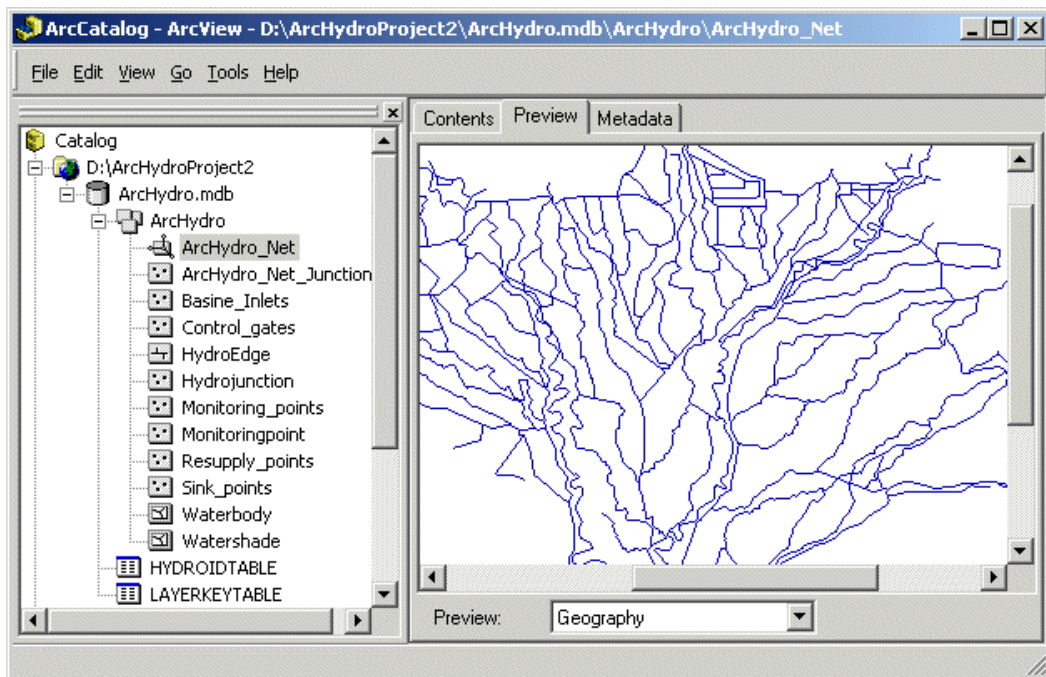 ArcCatalog - ArcView - D:\ArcHydroProject2\ArcHydro.mdb\ArcHydro\ArcHydro_Net
File Edit View Go Tools Help
Catalog
D:\ArcHydroProject2
ArcHydro.mdb
ArcHydro
ArcHydro_Net
ArcHydro_Net_Junction
Basine_Inlets
Control_gates
HydroEdge
Hydrojunction
Monitoring_points
Monitoringpoint
Resupply_points
Sink_points
Waterbody
Watershade
HYDROIDTABLE
LAYERKEYTABLE
Contents Preview Metadata
Preview: Geography